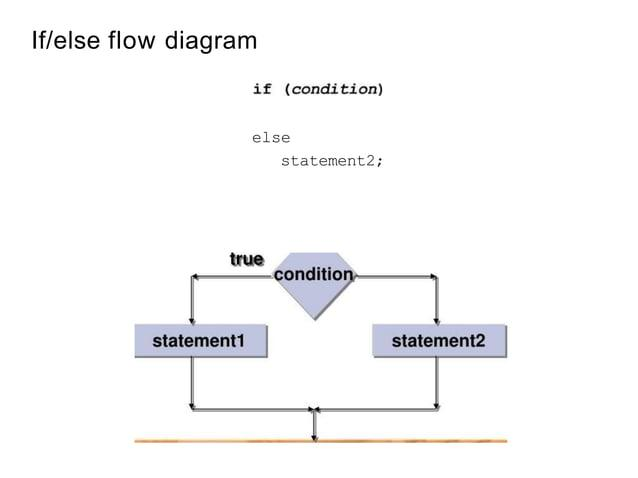 If/else flow diagram
if (condition)
else
statement2;
true
condition
statement1
statement2